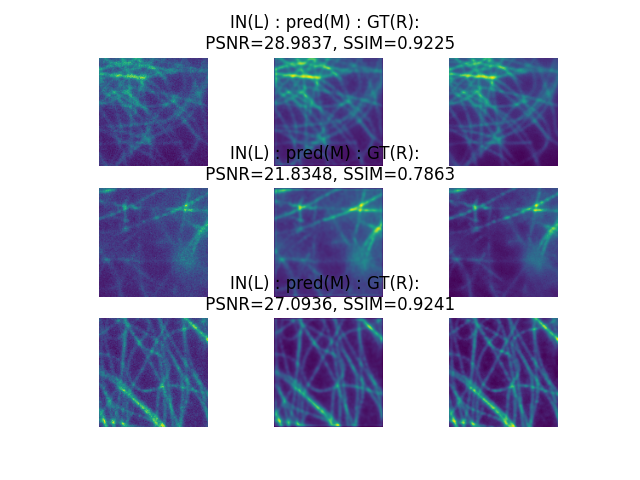 IN(L) : pred(M) : GT(R):
PSNR=28.9837, SSIM=0.9225
IN(L) : pred(M) : GT(R):
PSNR=21.8348, SSIM=0.7863
IN(L) : pred(M) : GT(R):
PSNR=27.0936, SSIM=0.9241